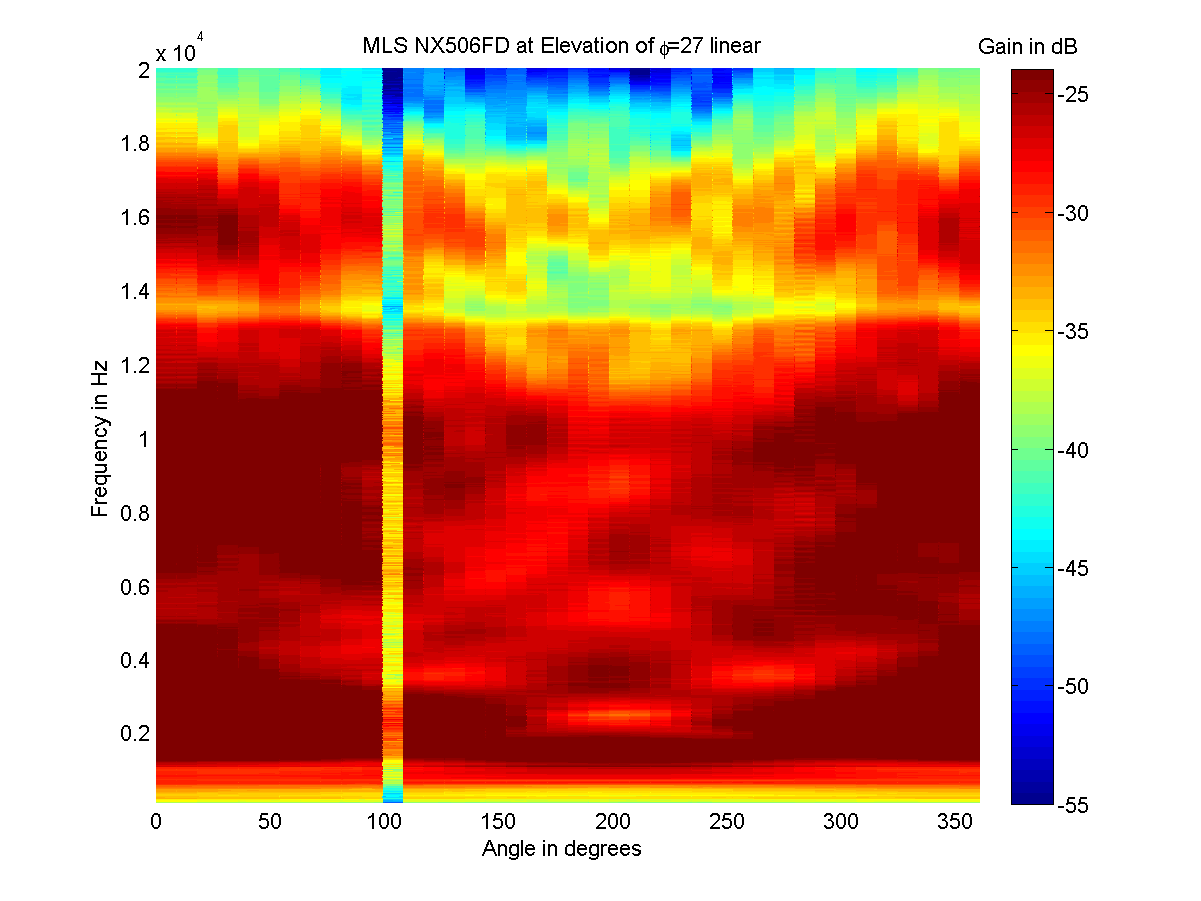 MLS NX506FD at Elevation of ϕ=27 linear
Gain in dB
x 10^4
2
1.8
1.6
1.4
1.2
1
0.8
0.6
0.4
0.2
Frequency in Hz
0 50 100 150 200 250 300 350
Angle in degrees
-25
-30
-35
-40
-45
-50
-55